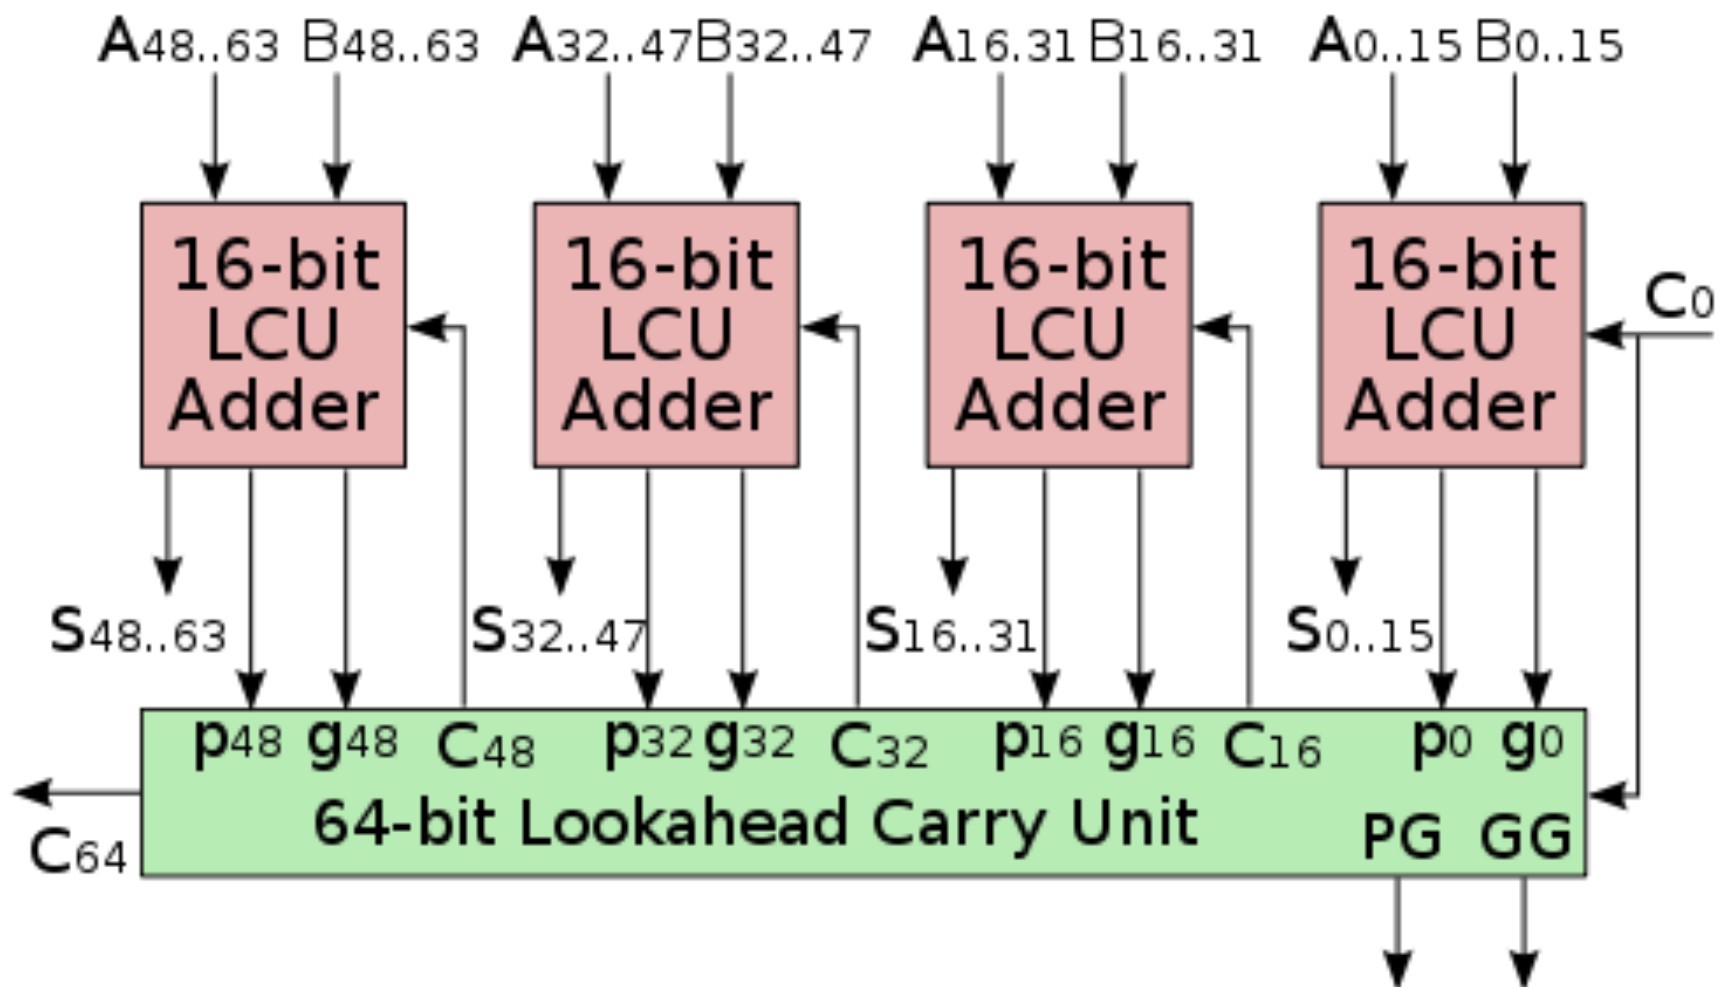 A48..63 B48..63 A32..47 B32..47 A16.31 B16..31 A0..15 B0..15
16-bit LCU Adder
16-bit LCU Adder
16-bit LCU Adder
16-bit LCU Adder
C0
S48..63 S32..47 S16..31 S0..15
p48 g48 C48 p32 g32 C32 p16 g16 C16 p0 g0
64-bit Lookahead Carry Unit
PG GG
C64